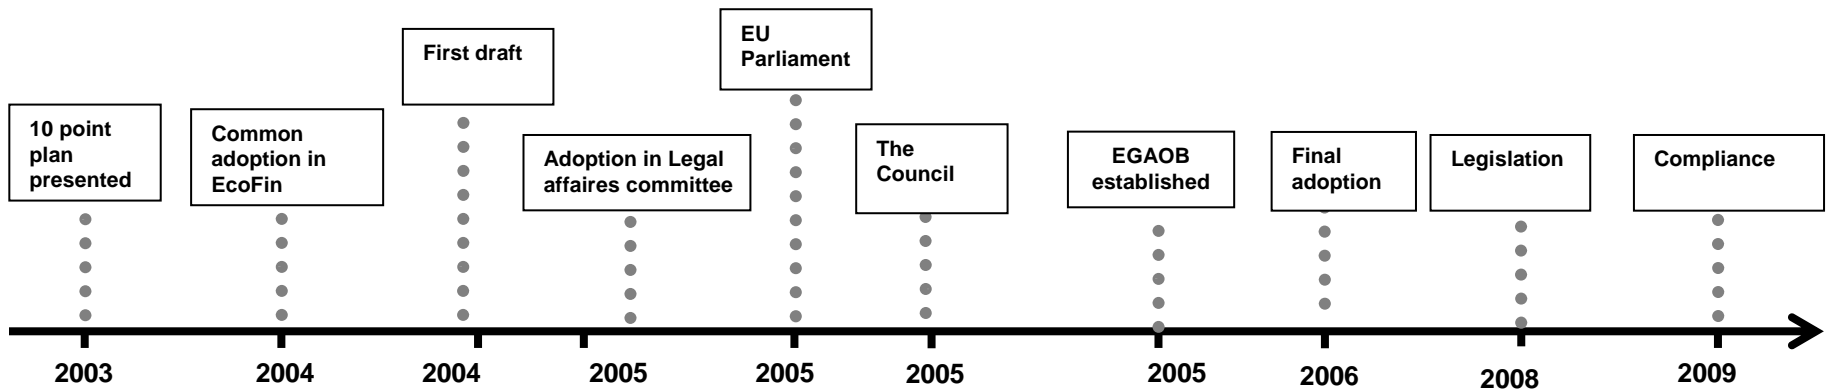 10 point
plan
presented
Common
adoption in
EcoFin
First draft
Adoption in Legal
affaires committee
EU
Parliament
The
Council
EGAOB
established
Final
adoption
Legislation
Compliance
2003
2004
2004
2005
2005
2005
2005
2006
2008
2009